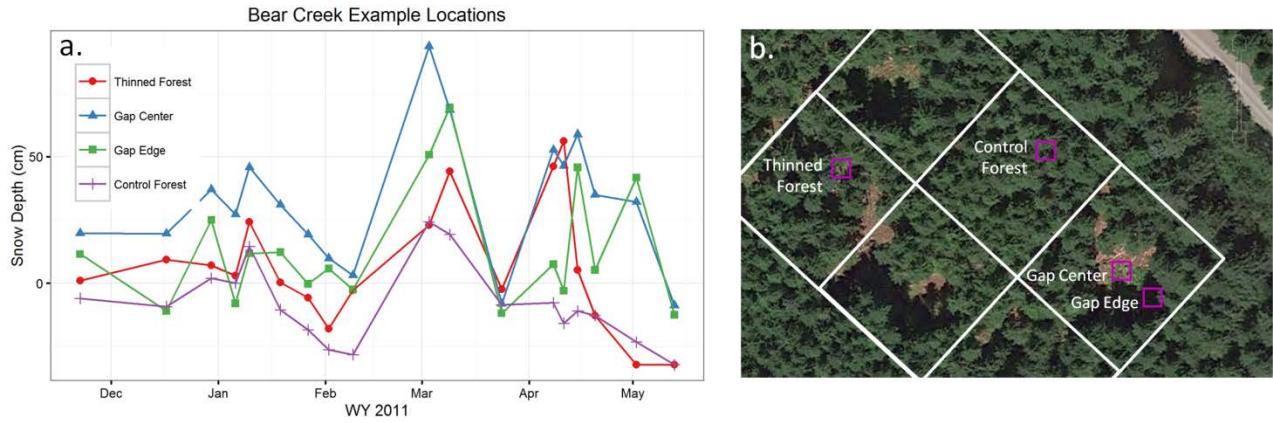 Bear Creek Example Locations
a.
Thinned Forest
Gap Center
Gap Edge
Control Forest
50
0
Snow Depth (cm)
Dec
Jan
Feb
Mar
Apr
May
WY 2011
b.
Thinned
Forest
Control
Forest
Gap Center
Gap Edge